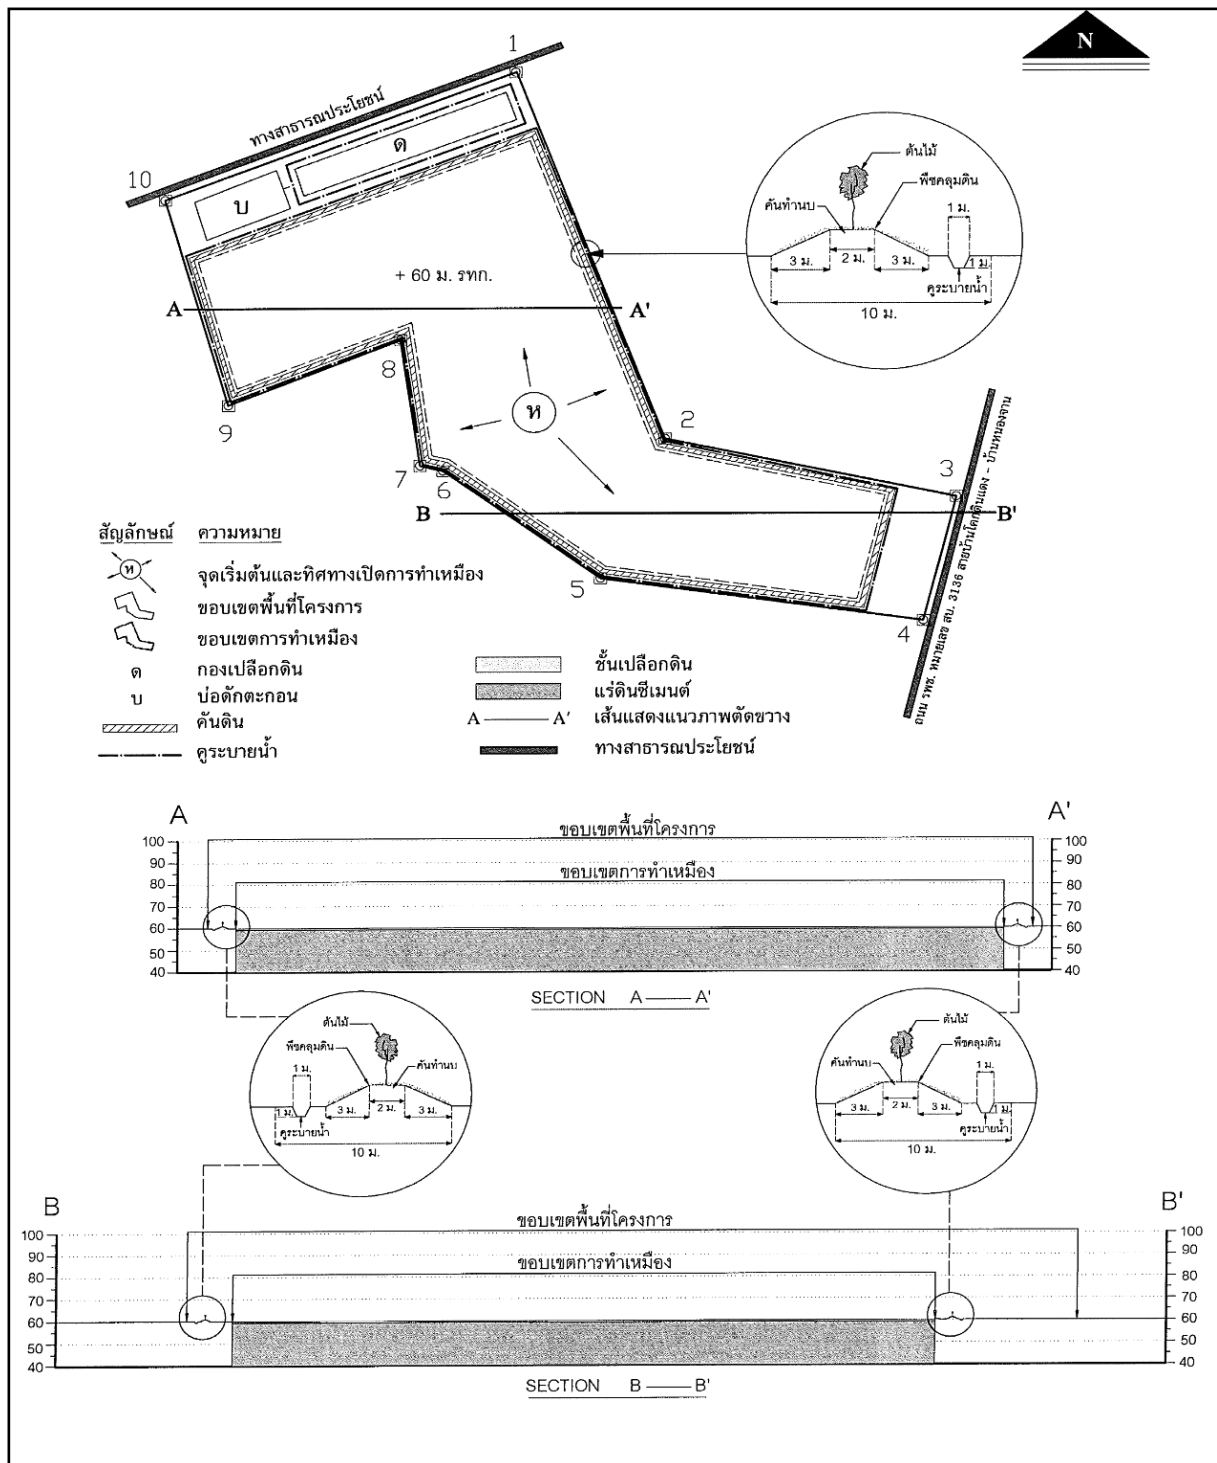 N
1
ทางสาธารณประโยชน์
10
ด
บ
+ 60 ม. รทก.
A
A'
ต้นไม้
พืชคลุมดิน
คันทำนบ
1 ม.
3 ม.
2 ม.
3 ม.
1 ม.
คูระบายน้ำ
10 ม.
8
9
ห
2
3
7
6
B
B'
5
4
ถนน รพช. หมายเลข สบ. 3136 สายบ้านโคกดินแดง - บ้านหนองจาน
สัญลักษณ์ ความหมาย
ห จุดเริ่มต้นและทิศทางเปิดการทำเหมือง
ขอบเขตพื้นที่โครงการ
ขอบเขตการทำเหมือง
ด กองเปลือกดิน
บ บ่อดักตะกอน
คันดิน
คูระบายน้ำ
ชั้นเปลือกดิน
แร่ดินซีเมนต์
A A' เส้นแสดงแนวภาพตัดขวาง
ทางสาธารณประโยชน์
A
A'
ขอบเขตพื้นที่โครงการ
ขอบเขตการทำเหมือง
100
90
80
70
60
50
40
100
90
80
70
60
50
40
SECTION A A'
ต้นไม้
พืชคลุมดิน
คันทำนบ
1 ม.
1 ม.
3 ม.
2 ม.
3 ม.
คูระบายน้ำ
10 ม.
ต้นไม้
พืชคลุมดิน
คันทำนบ
1 ม.
3 ม.
2 ม.
3 ม.
1 ม.
คูระบายน้ำ
10 ม.
B
B'
ขอบเขตพื้นที่โครงการ
ขอบเขตการทำเหมือง
100
90
80
70
60
50
40
100
90
80
70
60
50
40
SECTION B B'